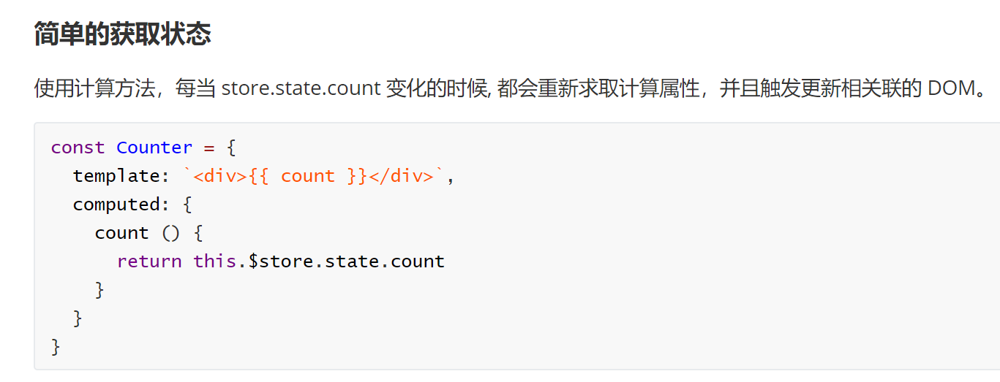 简单的获取状态
使用计算方法，每当 store.state.count 变化的时候, 都会重新求取计算属性，并且触发更新相关联的 DOM。
const Counter = {
  template: `<div>{{ count }}</div>`,
  computed: {
    count () {
      return this.$store.state.count
    }
  }
}